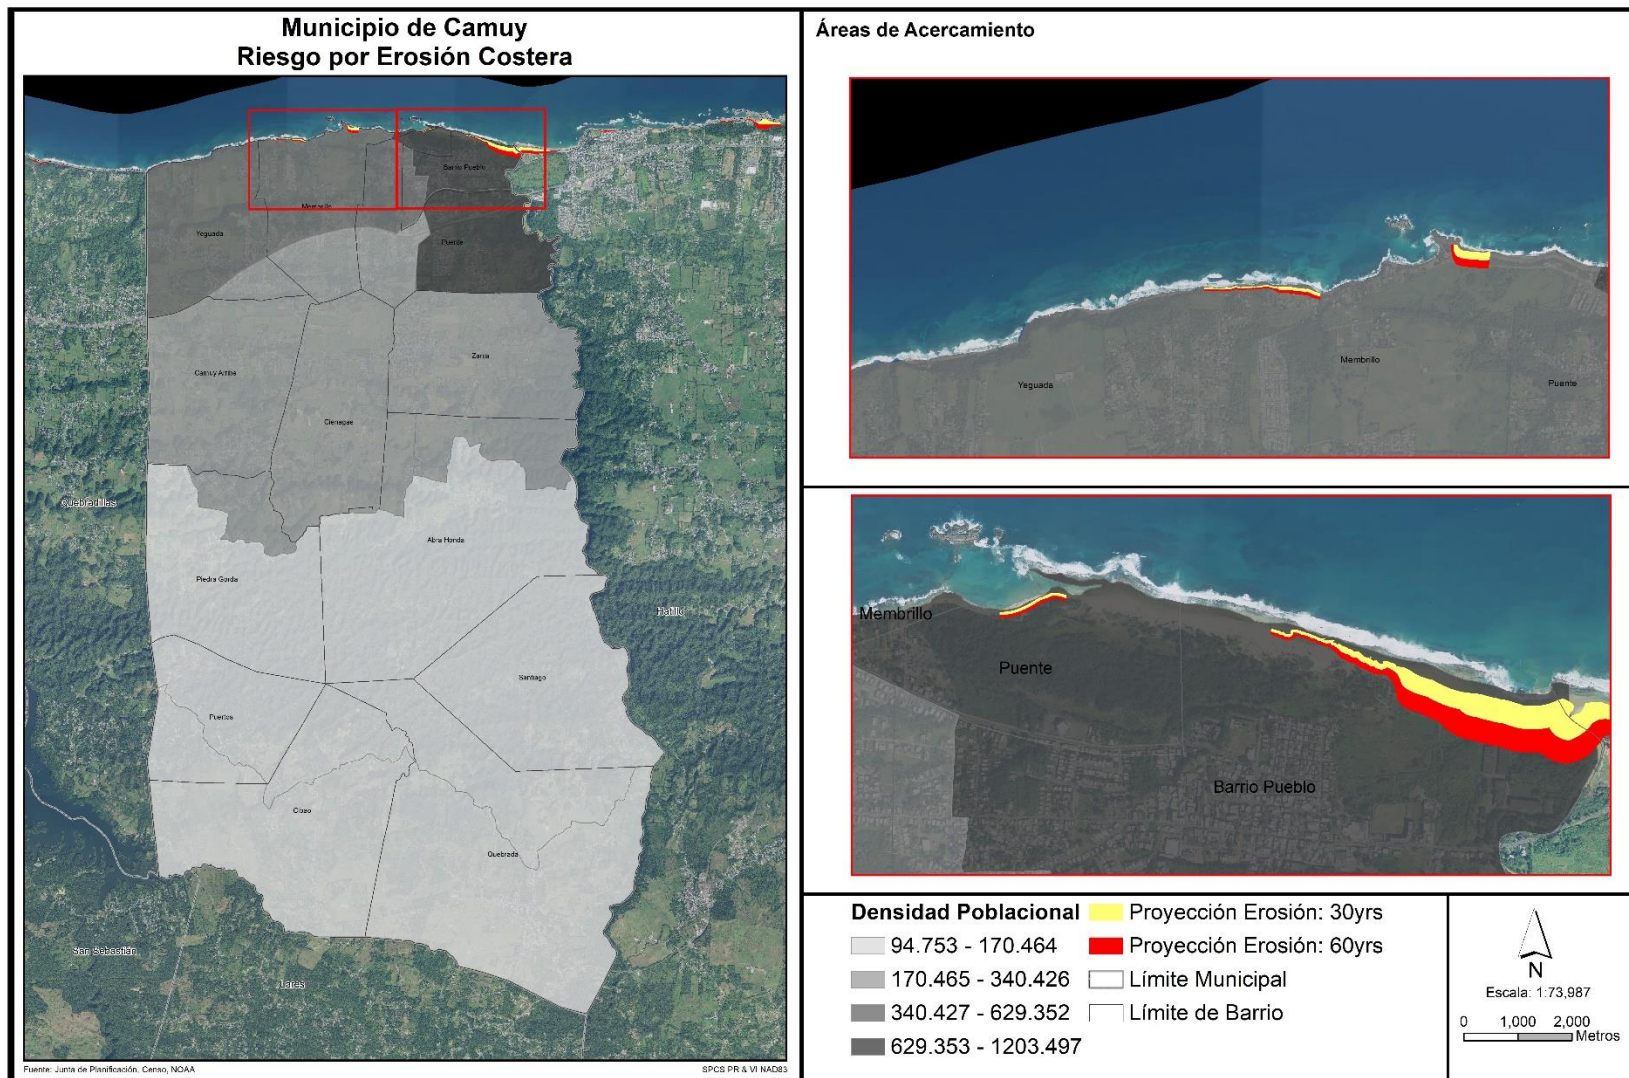 Municipio de Camuy
Riesgo por Erosión Costera
Barrio Pueblo
Membrillo
Yeguada
Puente
Camuy Arriba
Zanja
Cienagas
Quebradillas
Abra Honda
Piedra Gorda
Hatillo
Santiago
Puertos
Cibao
Quebrada
San Sebastián
Lares
Fuente: Junta de Planificación, Censo, NOAA
SPCS PR & VI NAD83
Áreas de Acercamiento
Membrillo
Yeguada
Puente
Membrillo
Puente
Barrio Pueblo
Densidad Poblacional
94.753 - 170.464
170.465 - 340.426
340.427 - 629.352
629.353 - 1203.497
Proyección Erosión: 30yrs
Proyección Erosión: 60yrs
Límite Municipal
Límite de Barrio
N
Escala: 1:73,987
0 1,000 2,000
Metros